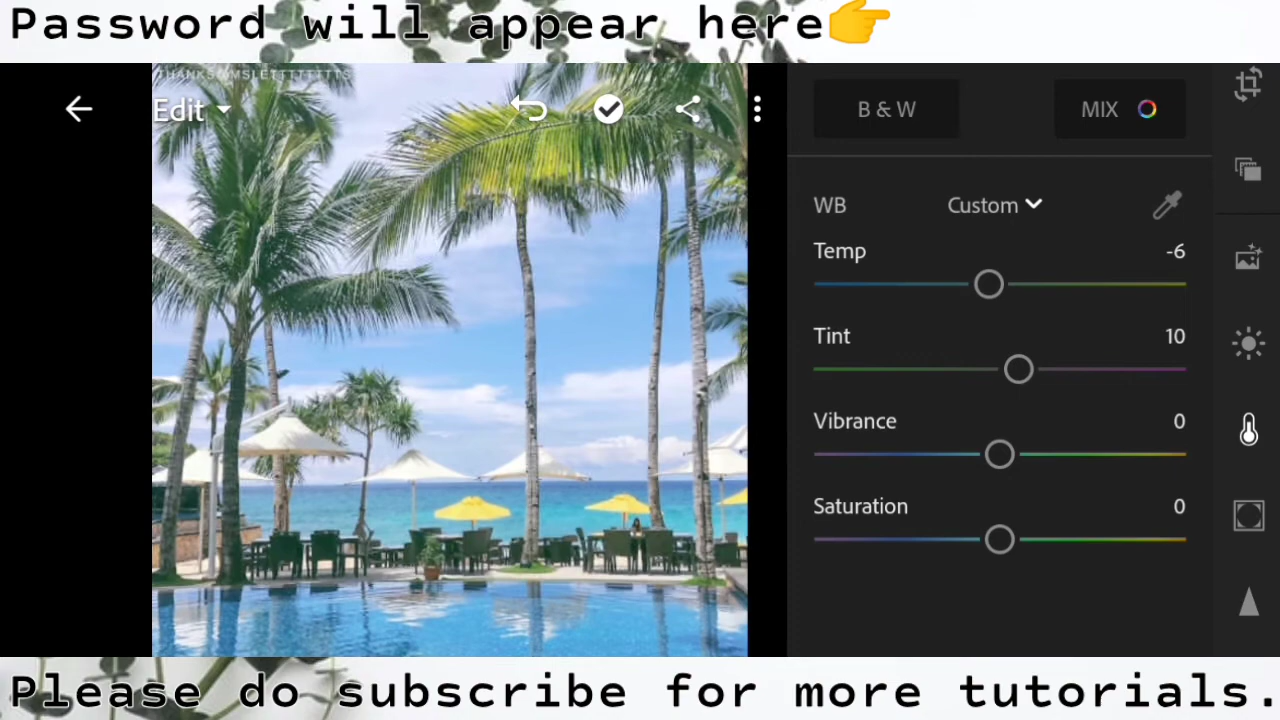 Password will appear here👉
THANKSOMSLETTTTTTTTS
Edit
B & W
MIX
WB
Custom
Temp
-6
Tint
10
Vibrance
0
Saturation
0
Please do subscribe for more tutorials.